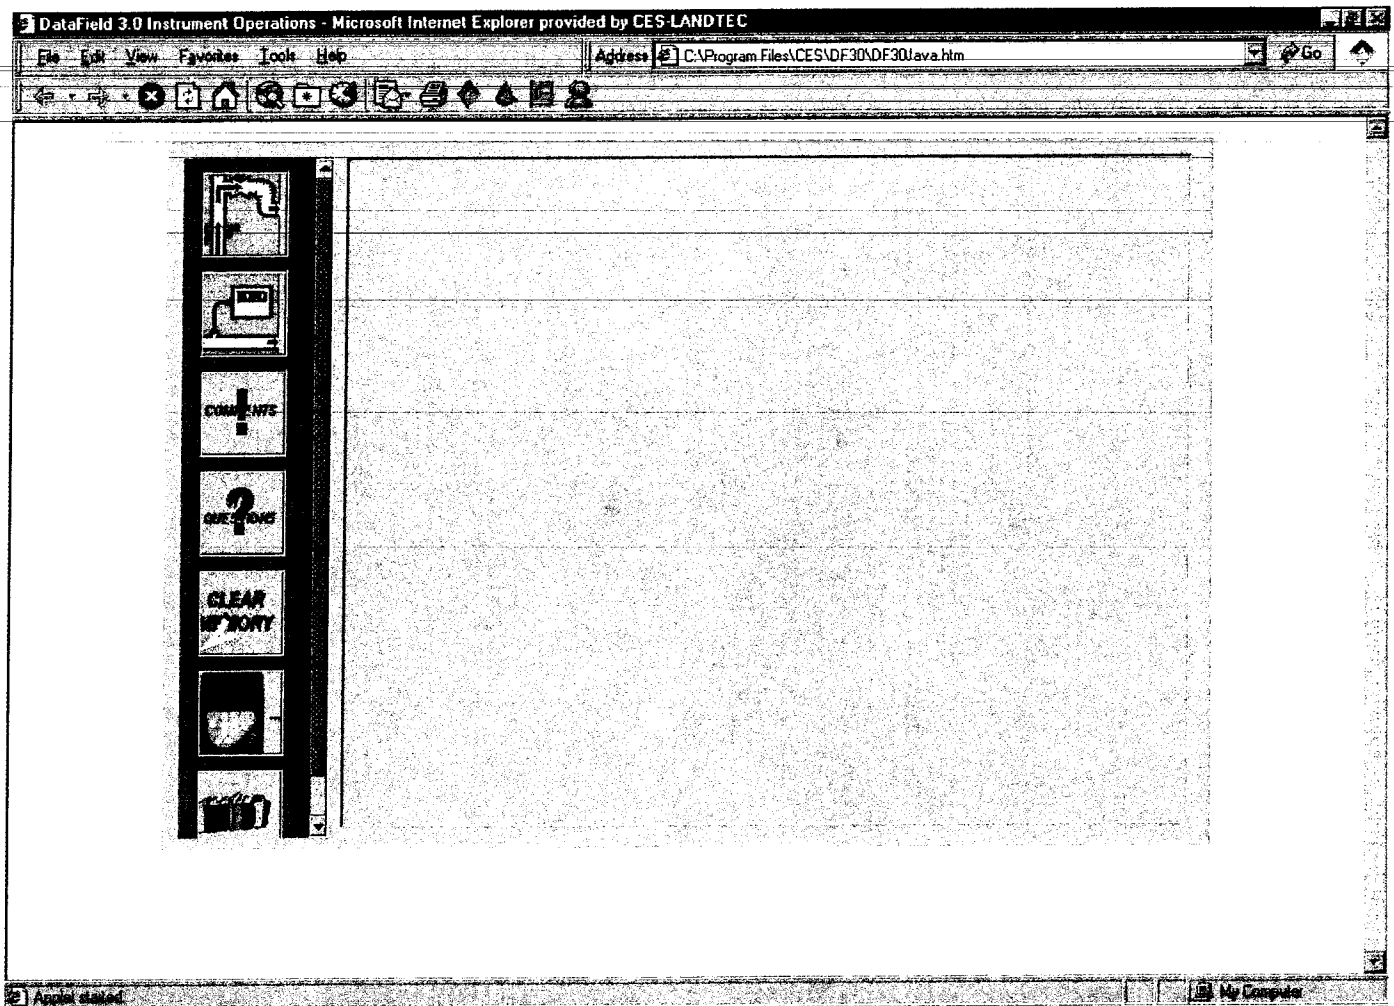 DataField 3.0 Instrument Operations - Microsoft Internet Explorer provided by CES-LANDTEC
File Edit View Favorites Tools Help Address C:\Program Files\CES\DF30\DF30Java.htm Go
COMMENTS
QUESTIONS
CLEAR
MEMORY
Applet started. My Computer